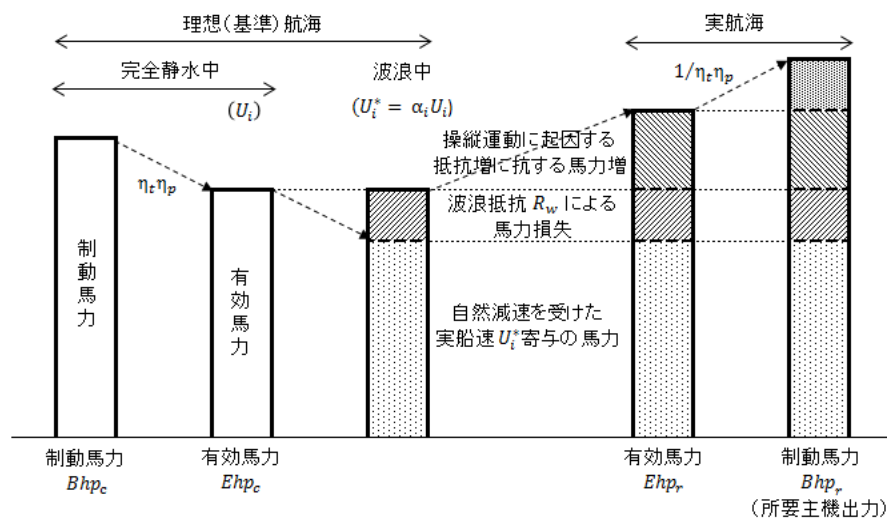 理想(基準)航海
実航海
完全静水中
波浪中
(U_i)
(U_i^* = α_i U_i)
1/η_tη_p
η_tη_p
操縦運動に起因する
抵抗増に抗する馬力増
波浪抵抗 R_w による
馬力損失
自然減速を受けた
実船速 U_i^* 寄与の馬力
制動馬力
有効馬力
制動馬力
Bhp_c
有効馬力
Ehp_c
有効馬力
Ehp_r
制動馬力
Bhp_r
(所要主機出力)